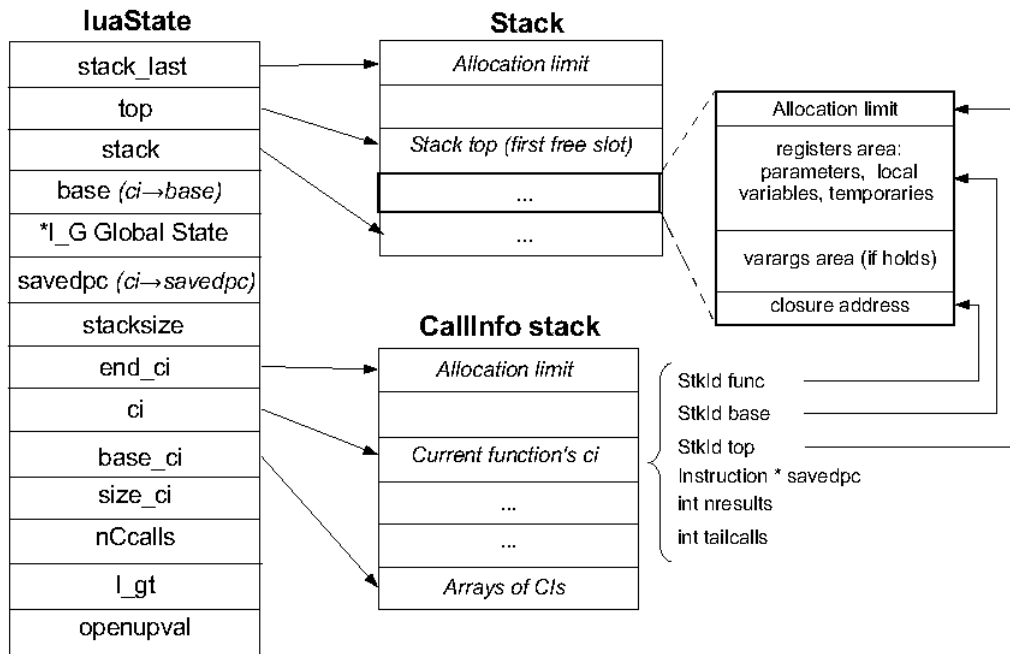 luaState
stack_last
top
stack
base (ci→base)
*l_G Global State
savedpc (ci→savedpc)
stacksize
end_ci
ci
base_ci
size_ci
nCcalls
l_gt
openupval
Stack
Allocation limit
Stack top (first free slot)
...
...
CallInfo stack
Allocation limit
Current function's ci
...
...
Arrays of CIs
Allocation limit
registers area:
parameters, local
variables, temporaries
varargs area (if holds)
closure address
StkId func
StkId base
StkId top
Instruction * savedpc
int nresults
int tailcalls